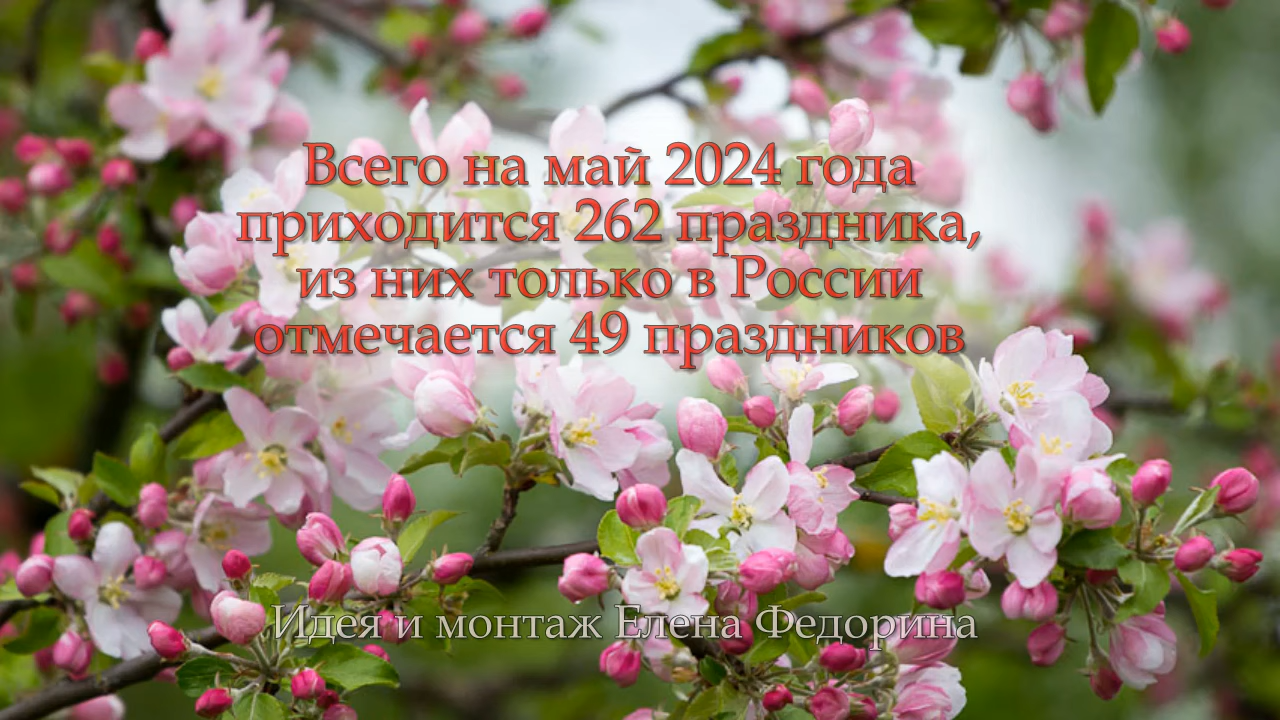 Всего на май 2024 года
приходится 262 праздника,
из них только в России
отмечается 49 праздников
Идея и монтаж Елена Федорина